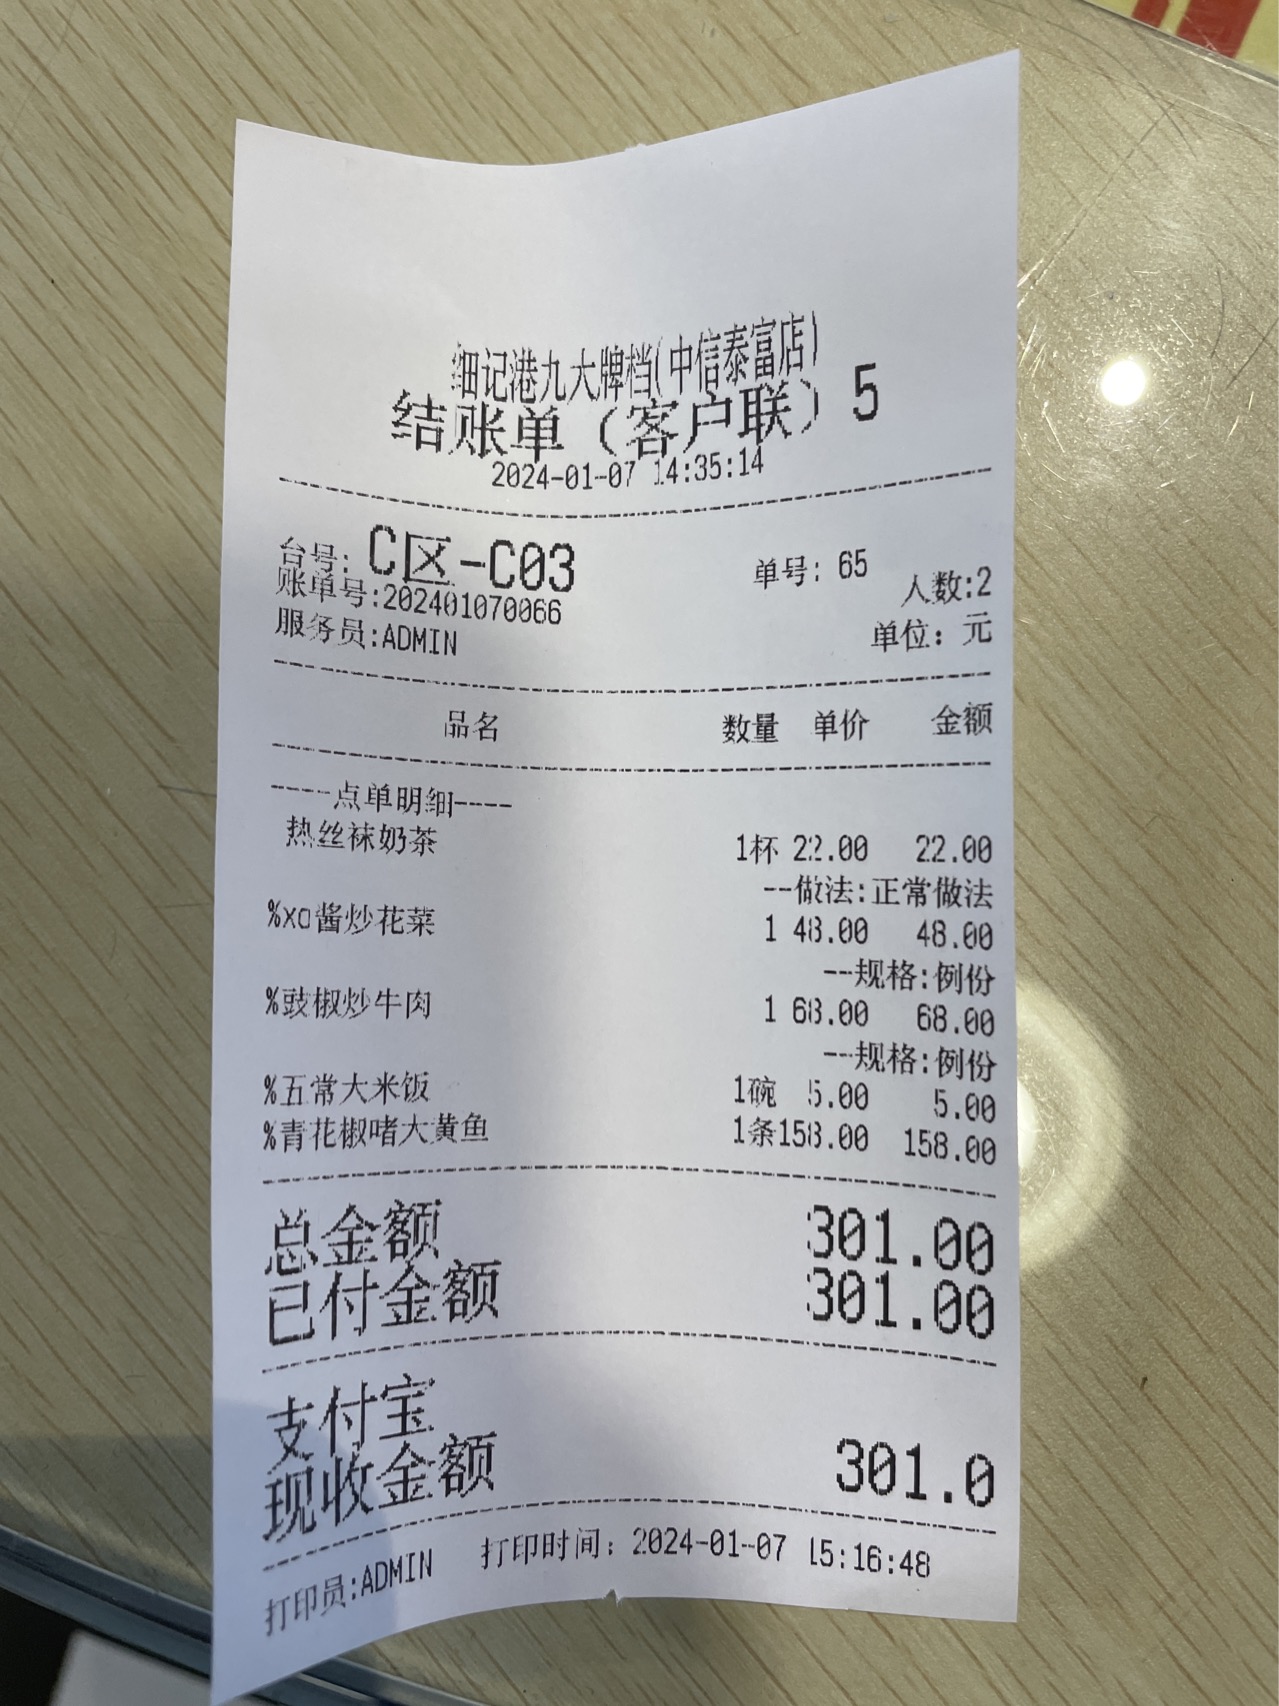 细记港九大牌档(中信泰富店)
结账单（客户联）5
2024-01-07 14:35:14
台号: C区-C03 单号: 65
账单号:202401070066 人数:2
服务员:ADMIN 单位: 元
品名 数量 单价 金额
----点单明细----
热丝袜奶茶 1杯 22.00 22.00
--做法:正常做法
%xo酱炒花菜 1 48.00 48.00
--规格:例份
%豉椒炒牛肉 1 68.00 68.00
--规格:例份
%五常大米饭 1碗 5.00 5.00
%青花椒啫大黄鱼 1条158.00 158.00
总金额 301.00
已付金额 301.00
支付宝
现收金额 301.0
打印员:ADMIN 打印时间: 2024-01-07 15:16:48